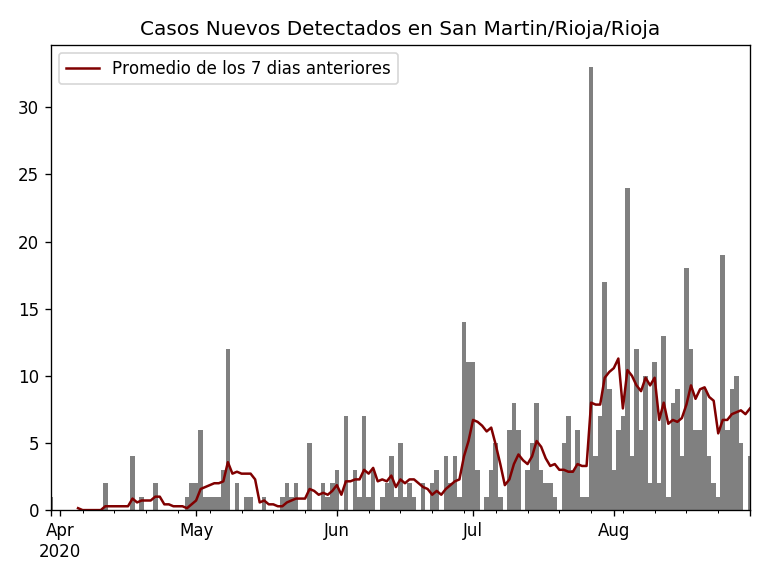 Casos Nuevos Detectados en San Martin/Rioja/Rioja
Promedio de los 7 dias anteriores
30
25
20
15
10
5
0
Apr May Jun Jul Aug
2020